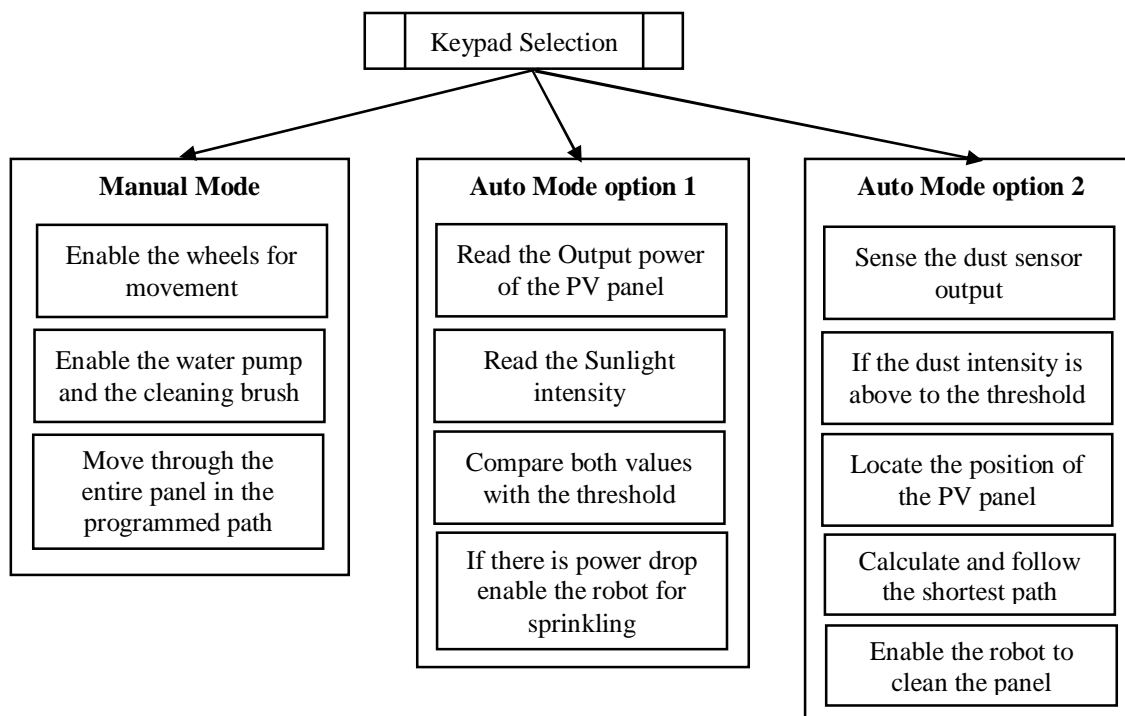 Keypad Selection
Manual Mode
Enable the wheels for
movement
Enable the water pump
and the cleaning brush
Move through the
entire panel in the
programmed path
Auto Mode option 1
Read the Output power
of the PV panel
Read the Sunlight
intensity
Compare both values
with the threshold
If there is power drop
enable the robot for
sprinkling
Auto Mode option 2
Sense the dust sensor
output
If the dust intensity is
above to the threshold
Locate the position of
the PV panel
Calculate and follow
the shortest path
Enable the robot to
clean the panel